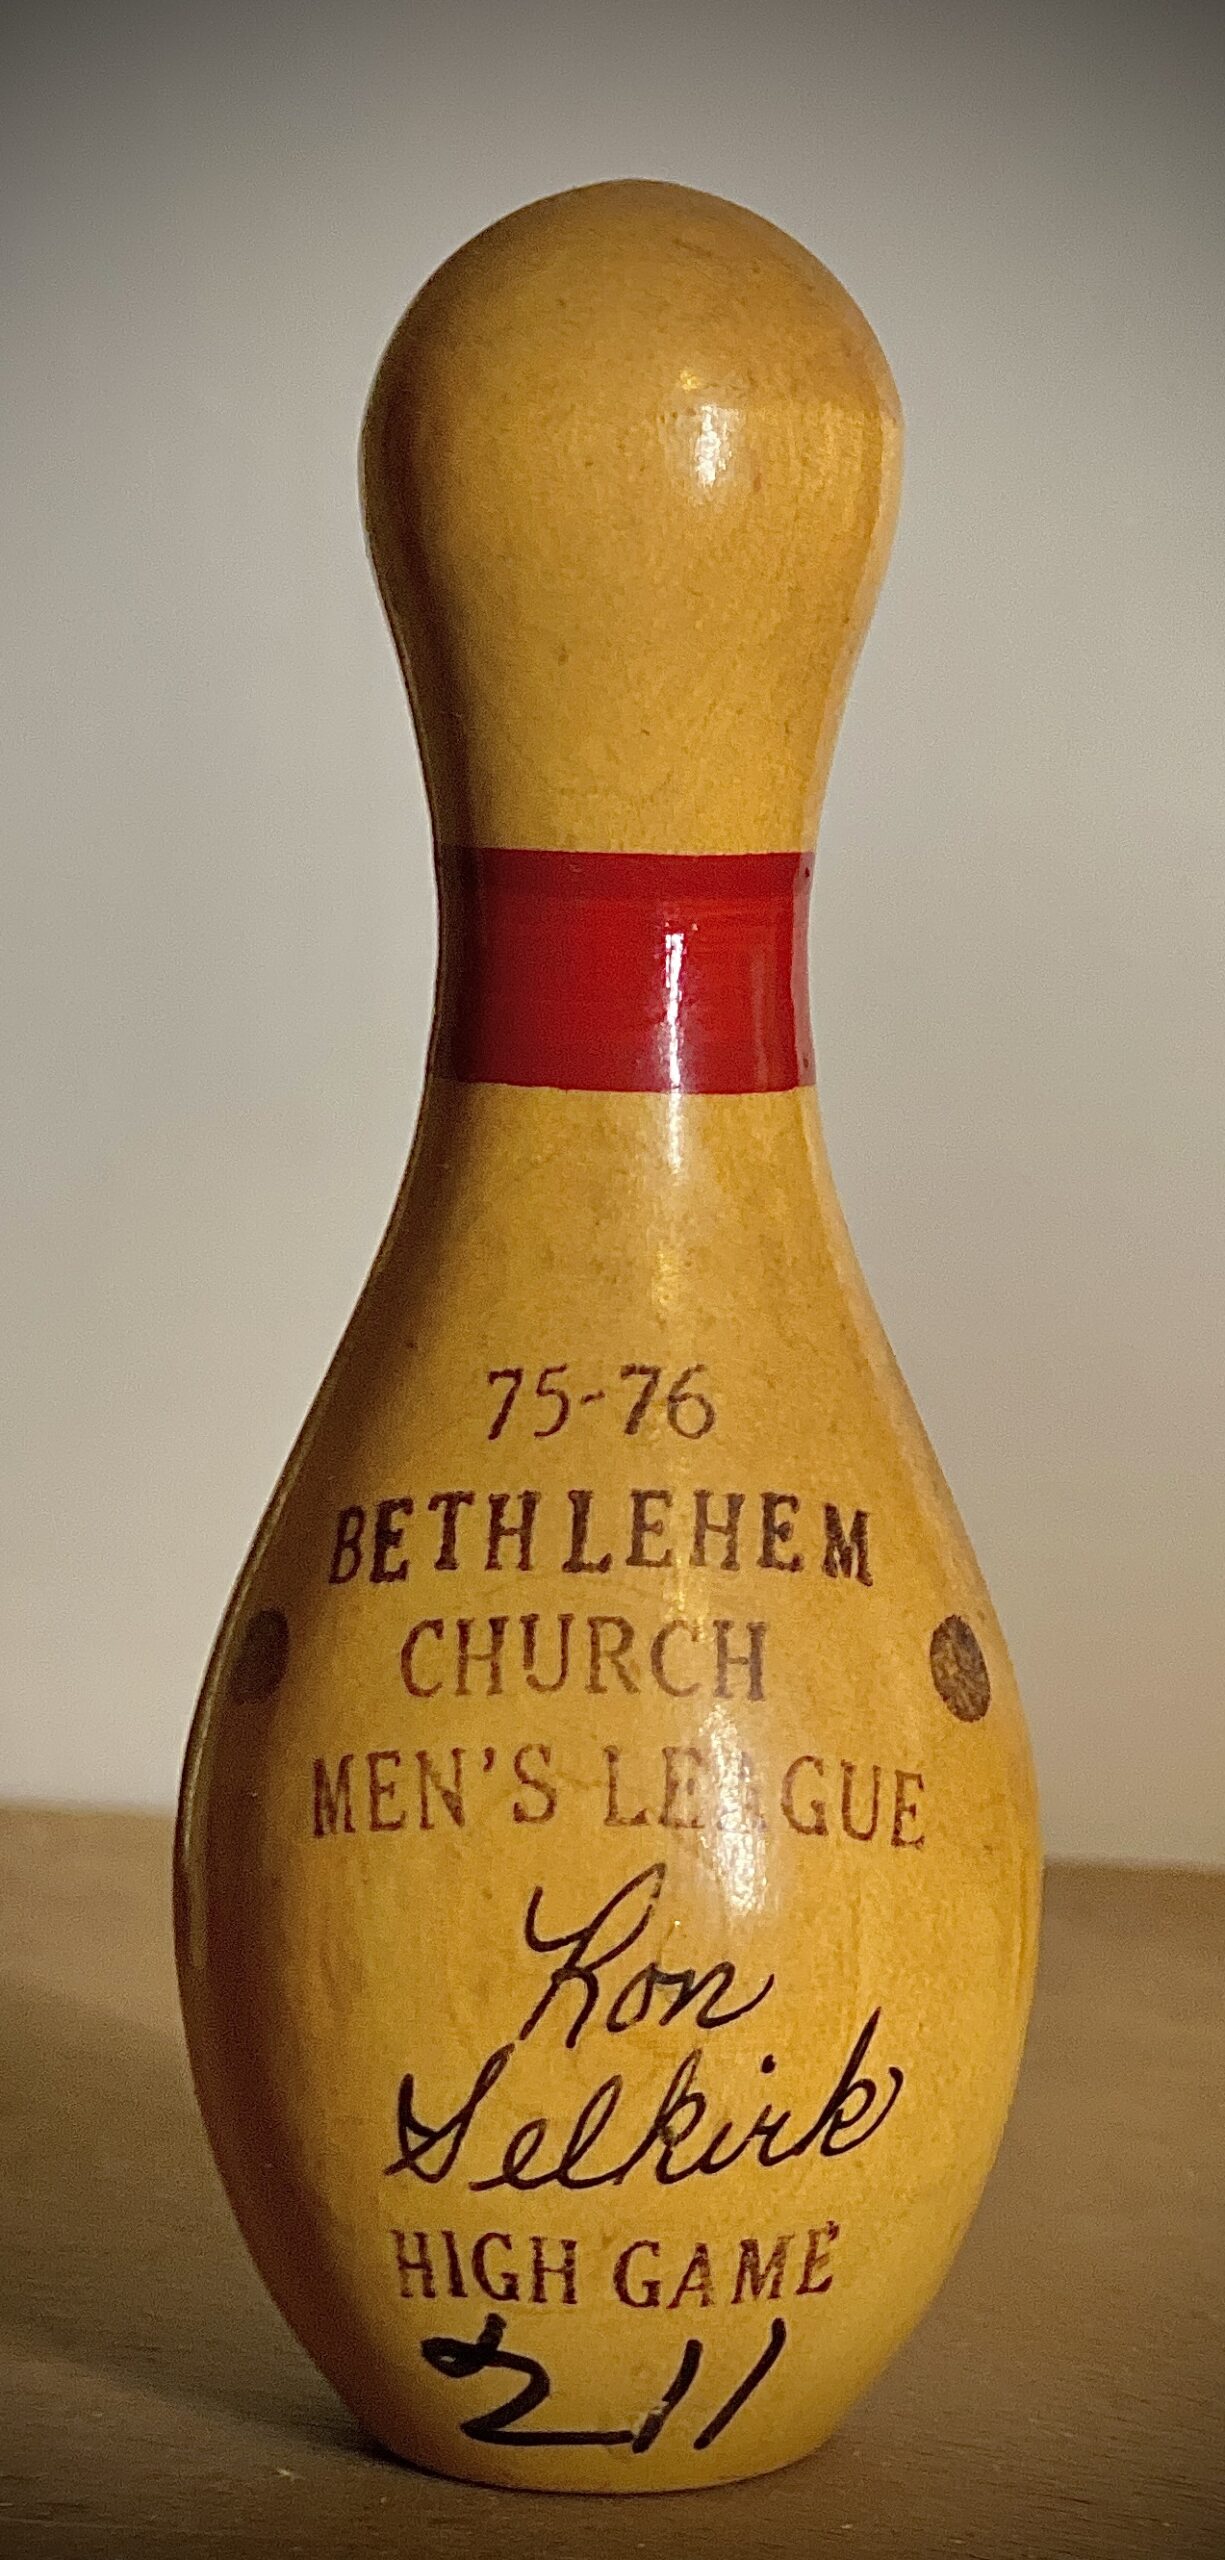 75-76
BETHLEHEM
CHURCH
MEN'S LEAGUE
Ron
Selkirk
HIGH GAME
211